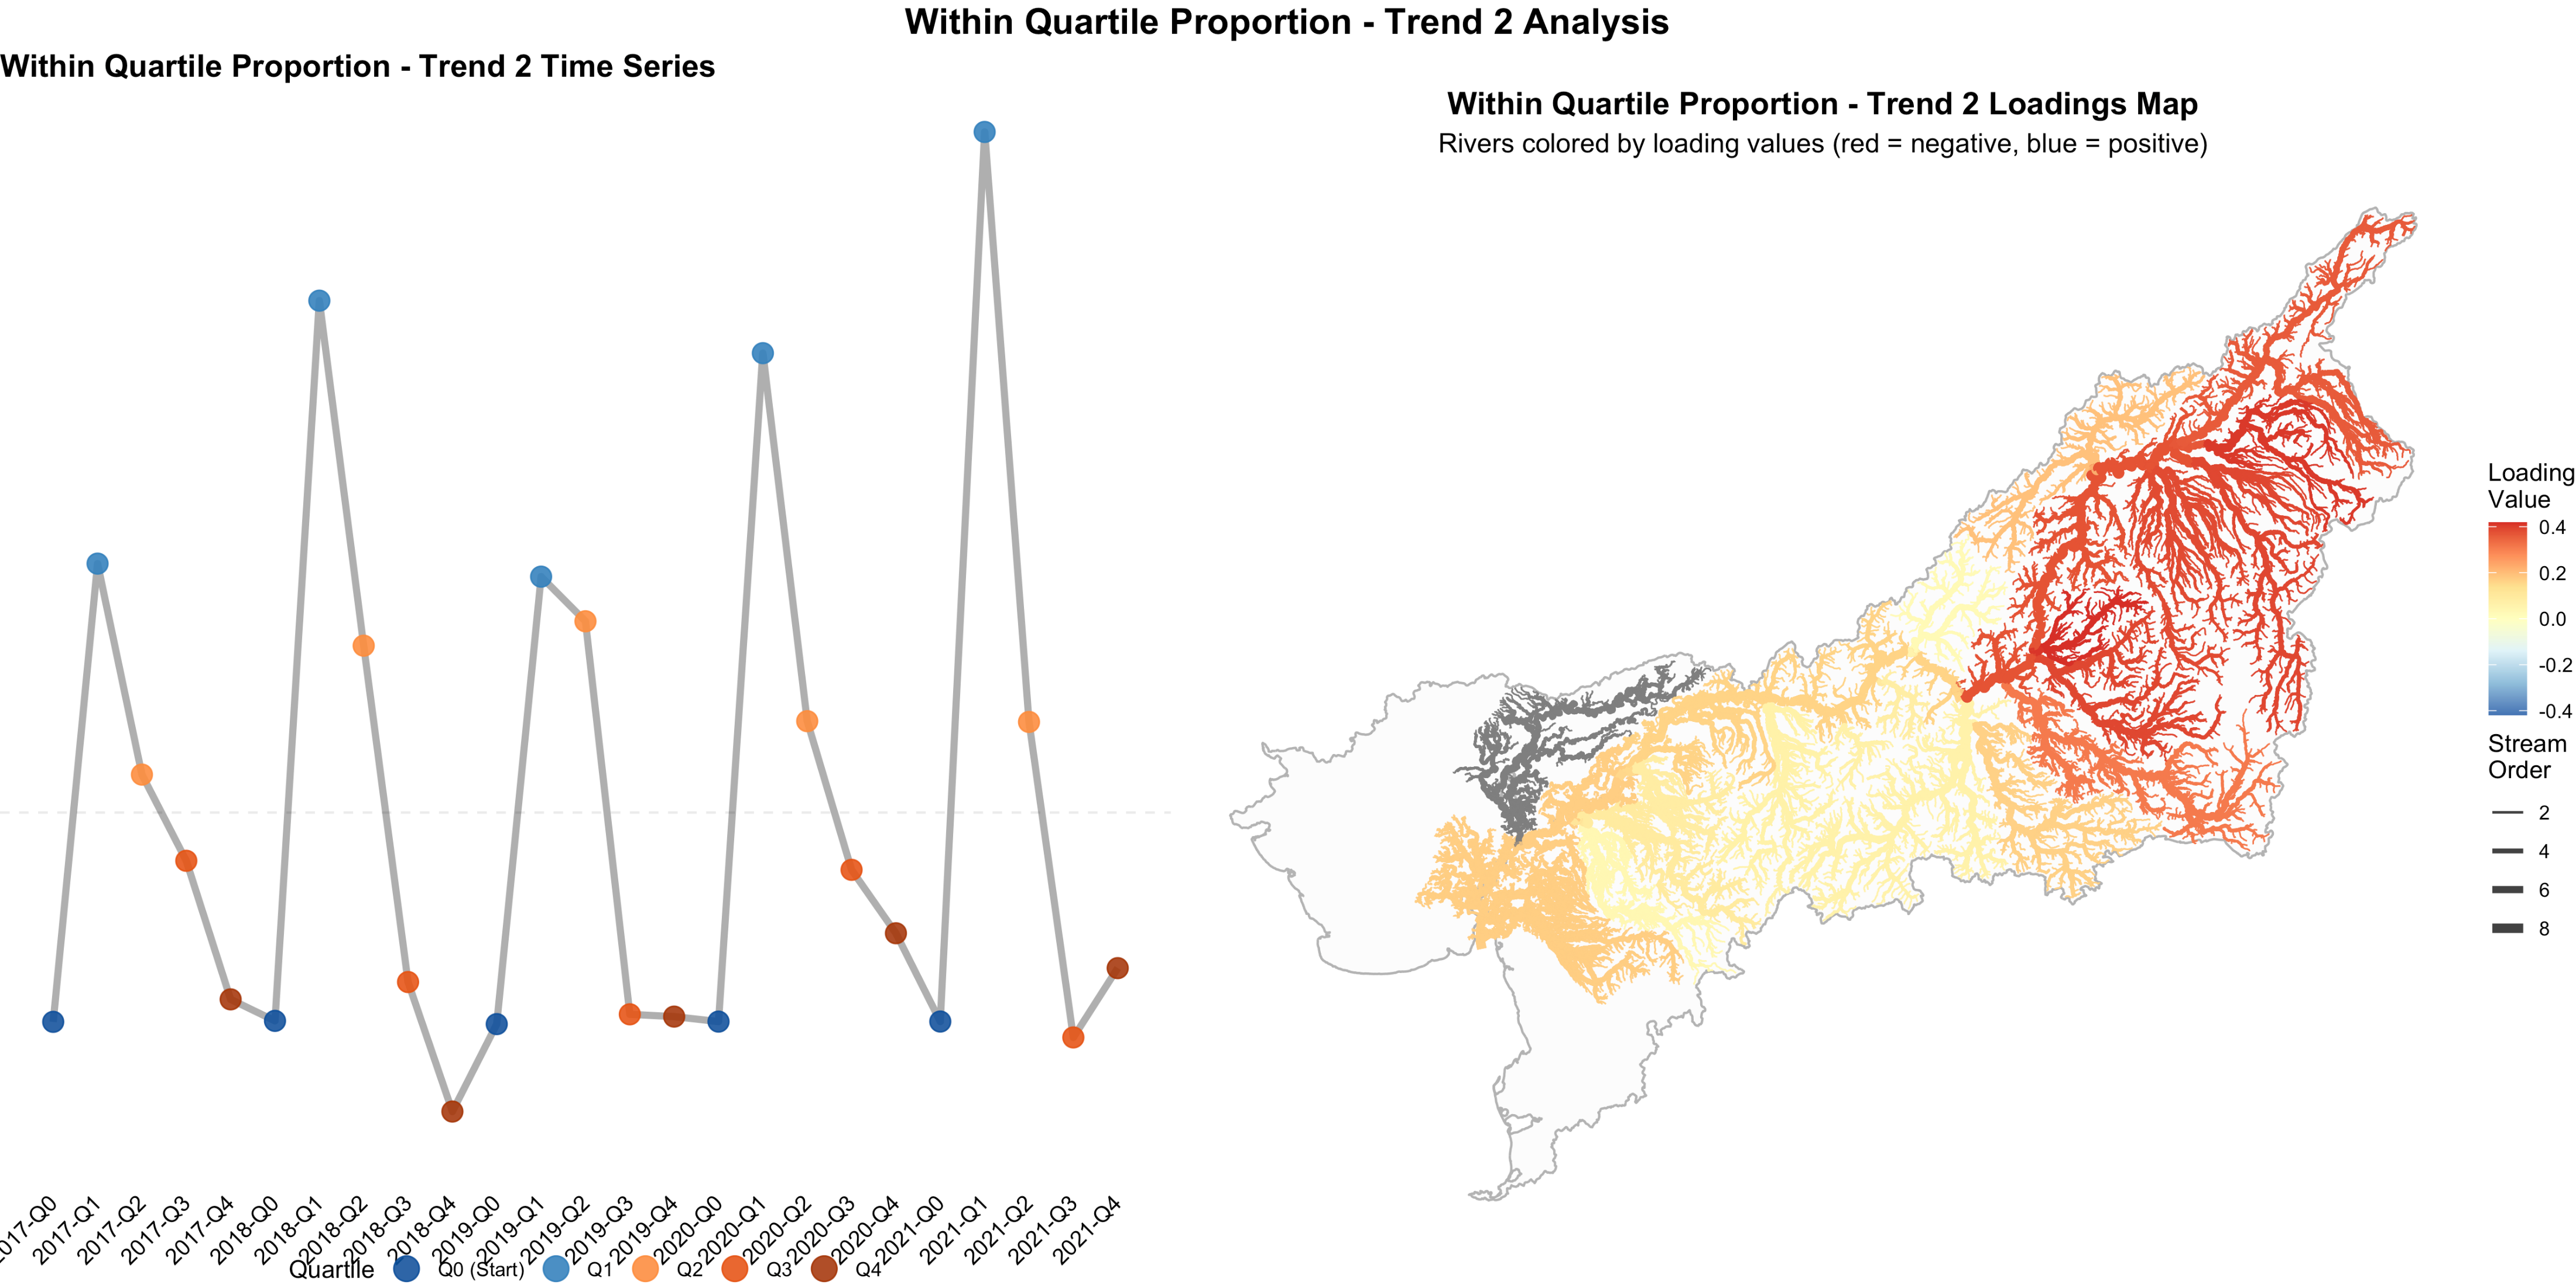 Within Quartile Proportion - Trend 2 Analysis
Within Quartile Proportion - Trend 2 Time Series
2017-Q0
2017-Q1
2017-Q2
2017-Q3
2017-Q4
2018-Q0
2018-Q1
2018-Q2
2018-Q3
2018-Q4
2019-Q0
2019-Q1
2019-Q2
2019-Q3
2019-Q4
2020-Q0
2020-Q1
2020-Q2
2020-Q3
2020-Q4
2021-Q0
2021-Q1
2021-Q2
2021-Q3
2021-Q4
Quartile Q0 (Start) Q1 Q2 Q3 Q4
Within Quartile Proportion - Trend 2 Loadings Map
Rivers colored by loading values (red = negative, blue = positive)
Loading
Value
0.4
0.2
0.0
-0.2
-0.4
Stream
Order
2
4
6
8